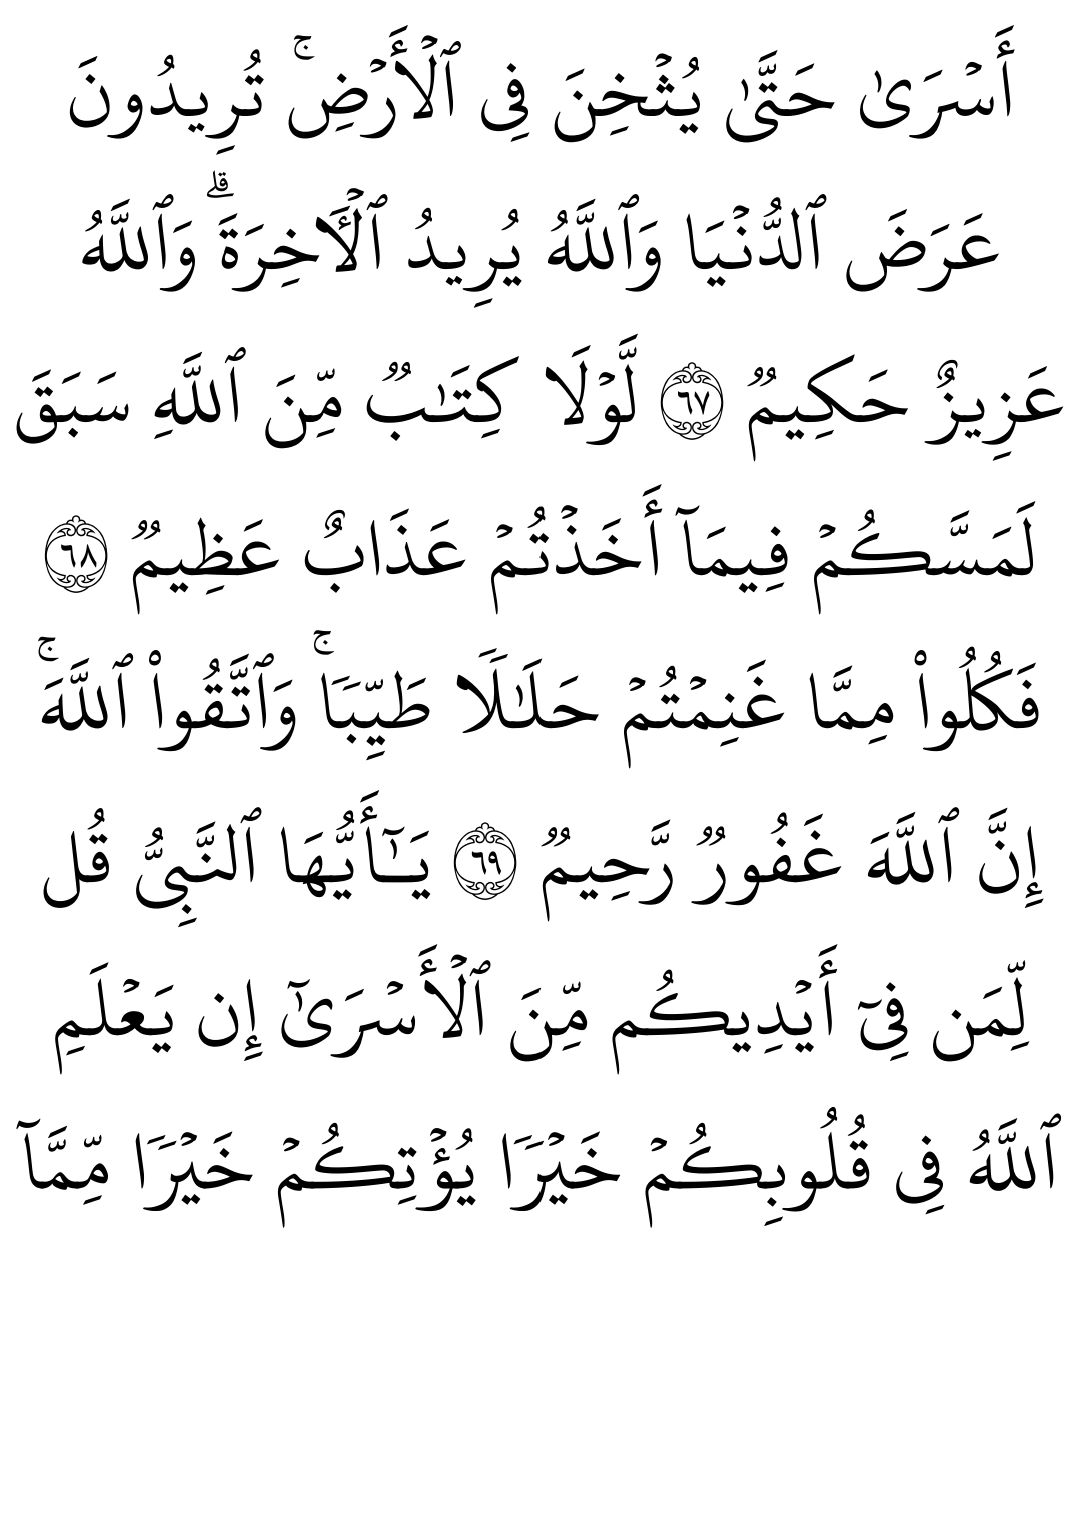 أَسۡرَىٰ حَتَّىٰ يُثۡخِنَ فِي ٱلۡأَرۡضِۚ تُرِيدُونَ
عَرَضَ ٱلدُّنۡيَا وَٱللَّهُ يُرِيدُ ٱلۡأٓخِرَةَۗ وَٱللَّهُ
عَزِيزٌ حَكِيمٞ ٦٧ لَّوۡلَا كِتَٰبٞ مِّنَ ٱللَّهِ سَبَقَ
لَمَسَّكُمۡ فِيمَآ أَخَذۡتُمۡ عَذَابٌ عَظِيمٞ ٦٨
فَكُلُواْ مِمَّا غَنِمۡتُمۡ حَلَٰلٗا طَيِّبٗاۚ وَٱتَّقُواْ ٱللَّهَۚ
إِنَّ ٱللَّهَ غَفُورٞ رَّحِيمٞ ٦٩ يَٰٓأَيُّهَا ٱلنَّبِيُّ قُل
لِّمَن فِيٓ أَيۡدِيكُم مِّنَ ٱلۡأَسۡرَىٰٓ إِن يَعۡلَمِ
ٱللَّهُ فِي قُلُوبِكُمۡ خَيۡرٗا يُؤۡتِكُمۡ خَيۡرٗا مِّمَّآ